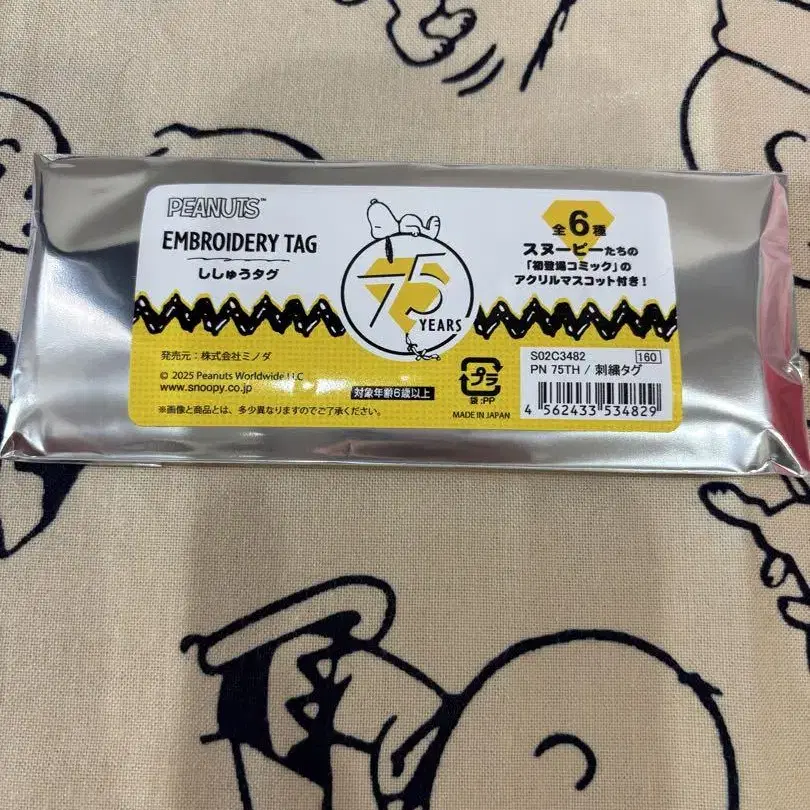 PEANUTS™
EMBROIDERY TAG
ししゅうタグ
75
YEARS
全6種
スヌーピーたちの
「初登場コミック」の
アクリルマスコット付き!
発売元:株式会社ミノダ
© 2025 Peanuts Worldwide LLC
www.snoopy.co.jp
対象年齢6歳以上
※画像と商品とは、多少異なりますのでご了承ください。
プラ
袋:PP
MADE IN JAPAN
S02C3482 160
PN 75TH / 刺繍タグ
4 562433 534829